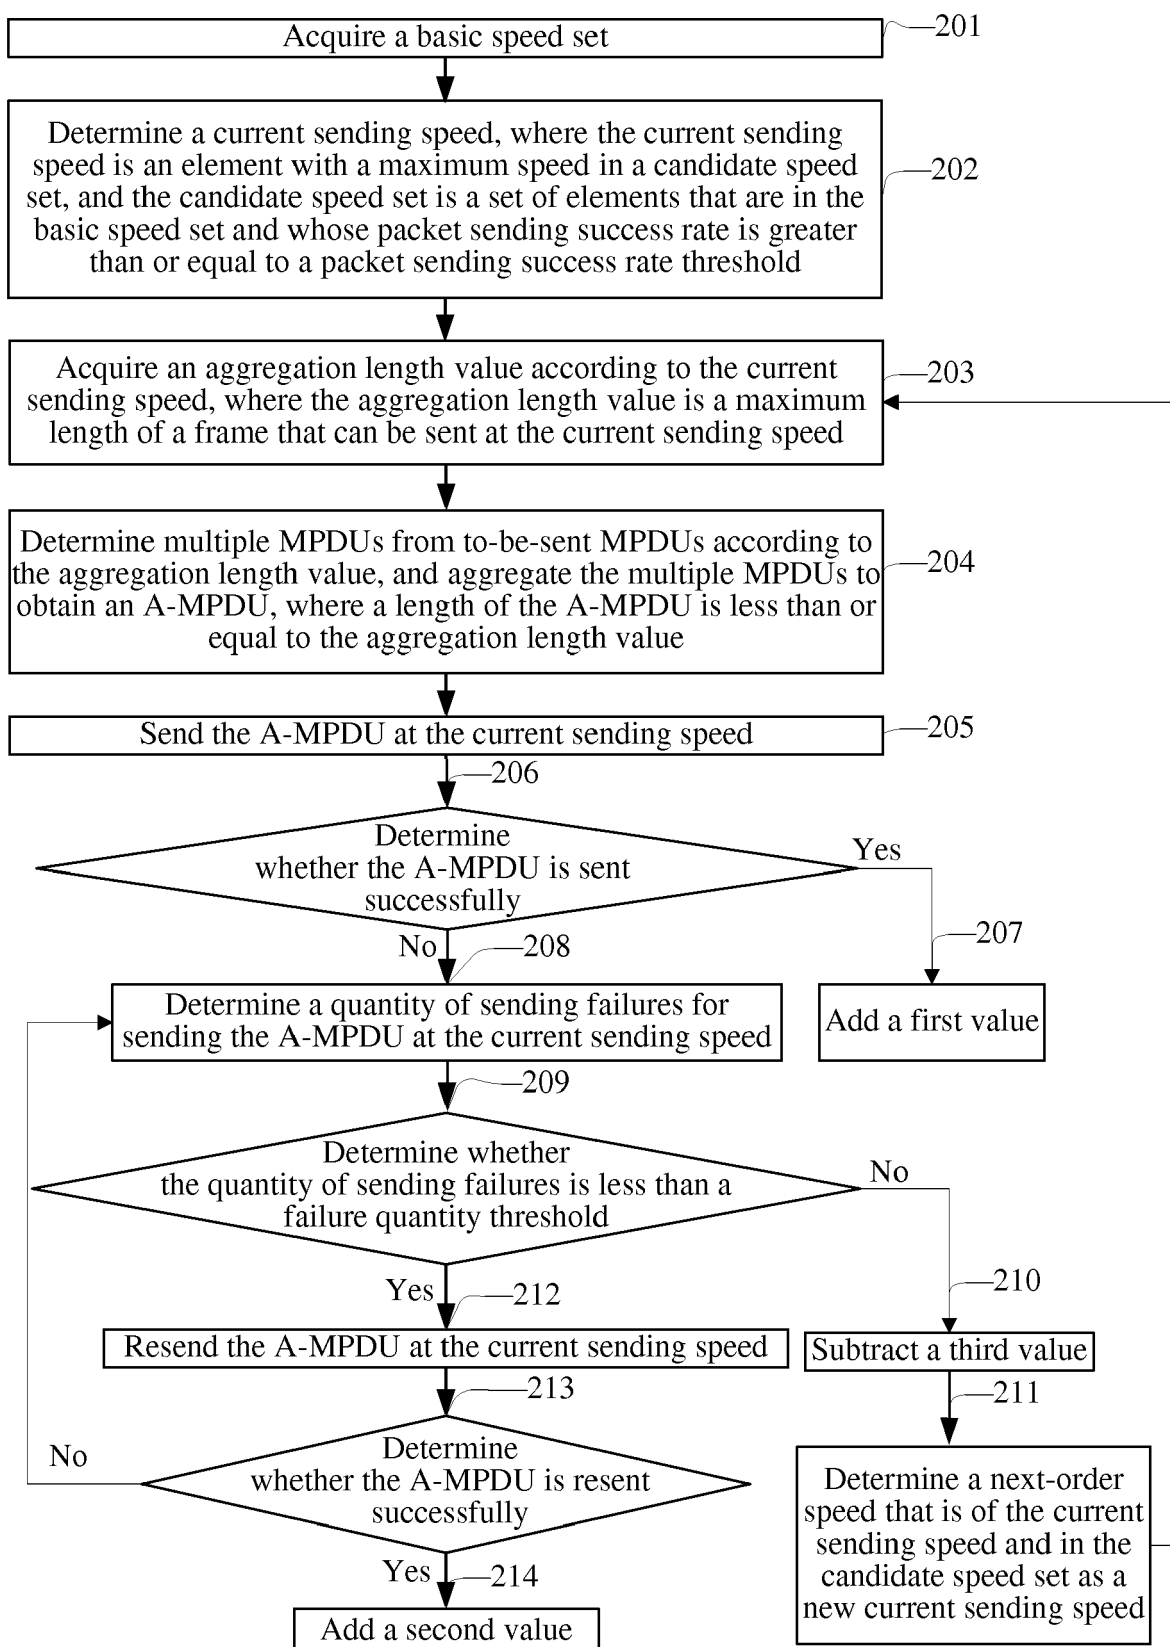 Acquire a basic speed set
201
Determine a current sending speed, where the current sending
speed is an element with a maximum speed in a candidate speed
set, and the candidate speed set is a set of elements that are in the
basic speed set and whose packet sending success rate is greater
than or equal to a packet sending success rate threshold
202
Acquire an aggregation length value according to the current
sending speed, where the aggregation length value is a maximum
length of a frame that can be sent at the current sending speed
203
Determine multiple MPDUs from to-be-sent MPDUs according to
the aggregation length value, and aggregate the multiple MPDUs to
obtain an A-MPDU, where a length of the A-MPDU is less than or
equal to the aggregation length value
204
Send the A-MPDU at the current sending speed
205
206
Determine
whether the A-MPDU is sent
successfully
Yes
207
Add a first value
No
208
Determine a quantity of sending failures for
sending the A-MPDU at the current sending speed
209
Determine whether
the quantity of sending failures is less than a
failure quantity threshold
No
210
Subtract a third value
211
Determine a next-order
speed that is of the current
sending speed and in the
candidate speed set as a
new current sending speed
Yes
212
Resend the A-MPDU at the current sending speed
213
Determine
whether the A-MPDU is resent
successfully
No
Yes
214
Add a second value